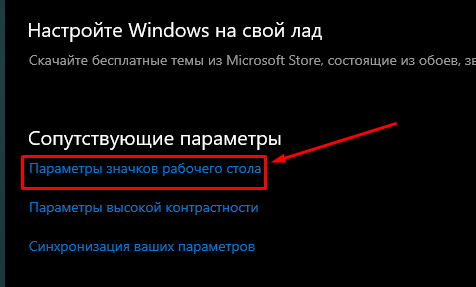 Настройте Windows на свой лад
Скачайте бесплатные темы из Microsoft Store, состоящие из обоев,
Сопутствующие параметры
Параметры значков рабочего стола
Параметры высокой контрастности
Синхронизация ваших параметров